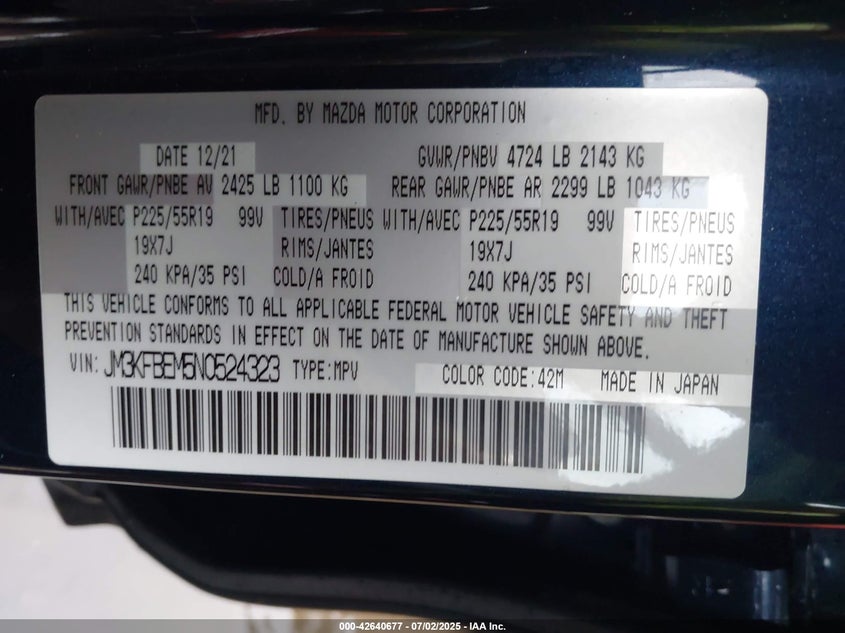 MFD. BY MAZDA MOTOR CORPORATION
DATE 12/21 GVWR/PNBV 4724 LB 2143 KG
FRONT GAWR/PNBE AV 2425 LB 1100 KG REAR GAWR/PNBE AR 2299 LB 1043 KG
WITH/AVEC P225/55R19 99V TIRES/PNEUS WITH/AVEC P225/55R19 99V TIRES/PNEUS
19X7J RIMS/JANTES 19X7J RIMS/JANTES
240 KPA/35 PSI COLD/A FROID 240 KPA/35 PSI COLD/A FROID
THIS VEHICLE CONFORMS TO ALL APPLICABLE FEDERAL MOTOR VEHICLE SAFETY AND THEFT
PREVENTION STANDARDS IN EFFECT ON THE DATE OF MANUFACTURE SHOWN ABOVE.
VIN: JM3KFBEM5N0524323 TYPE:MPV COLOR CODE:42M MADE IN JAPAN
000-42640677 - 07/02/2025 - IAA Inc.